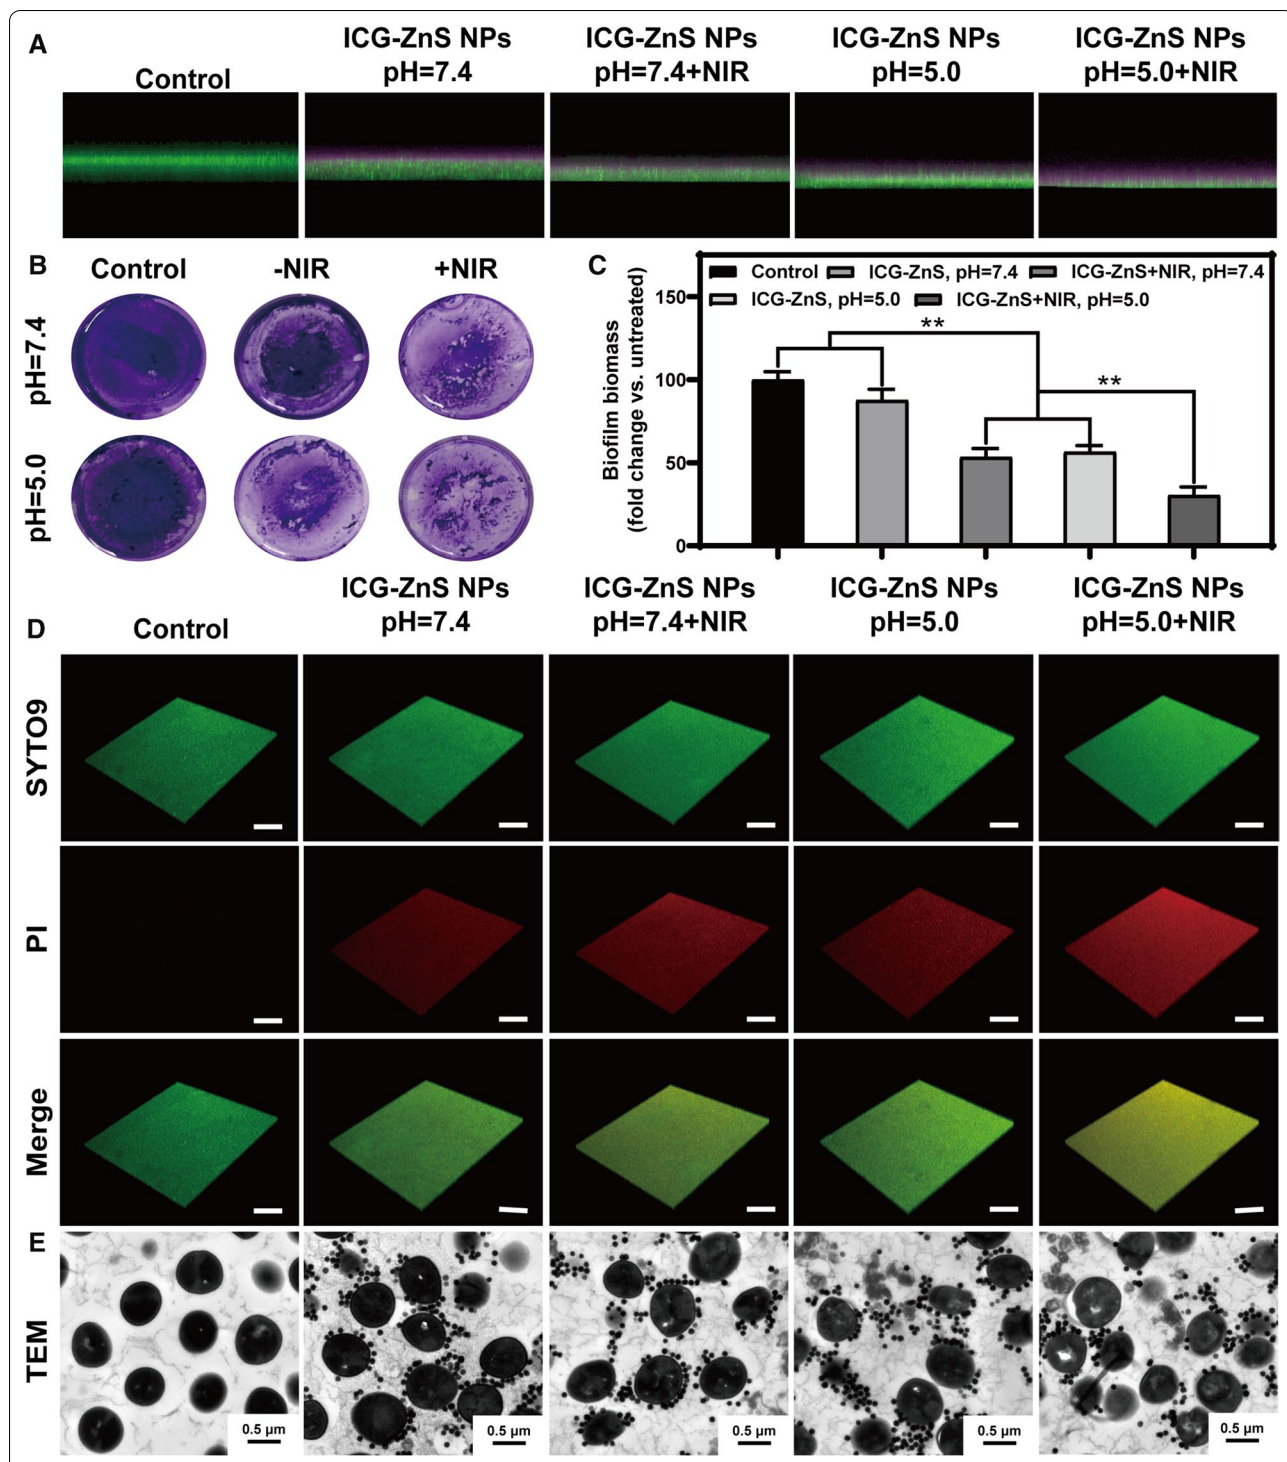 A
Control
ICG-ZnS NPs
pH=7.4
ICG-ZnS NPs
pH=7.4+NIR
ICG-ZnS NPs
pH=5.0
ICG-ZnS NPs
pH=5.0+NIR
B
Control
-NIR
+NIR
pH=7.4
pH=5.0
C
Biofilm biomass
(fold change vs. untreated)
150
100
50
0
Control
ICG-ZnS, pH=7.4
ICG-ZnS+NIR, pH=7.4
ICG-ZnS, pH=5.0
ICG-ZnS+NIR, pH=5.0
**
**
D
Control
ICG-ZnS NPs
pH=7.4
ICG-ZnS NPs
pH=7.4+NIR
ICG-ZnS NPs
pH=5.0
ICG-ZnS NPs
pH=5.0+NIR
SYTO9
PI
Merge
E
TEM
0.5 µm
0.5 µm
0.5 µm
0.5 µm
0.5 µm